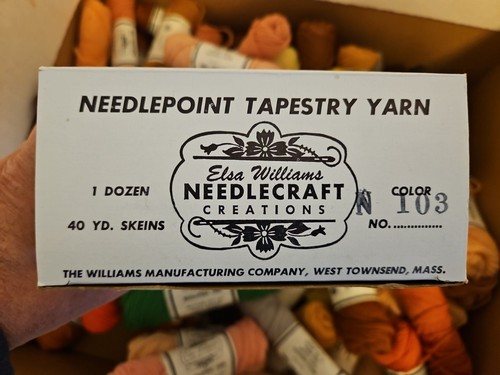 NEEDLEPOINT TAPESTRY YARN
Elsa Williams
NEEDLECRAFT
CREATIONS
1 DOZEN
40 YD. SKEINS
COLOR
N 103
NO...............
THE WILLIAMS MANUFACTURING COMPANY, WEST TOWNSEND, MASS.